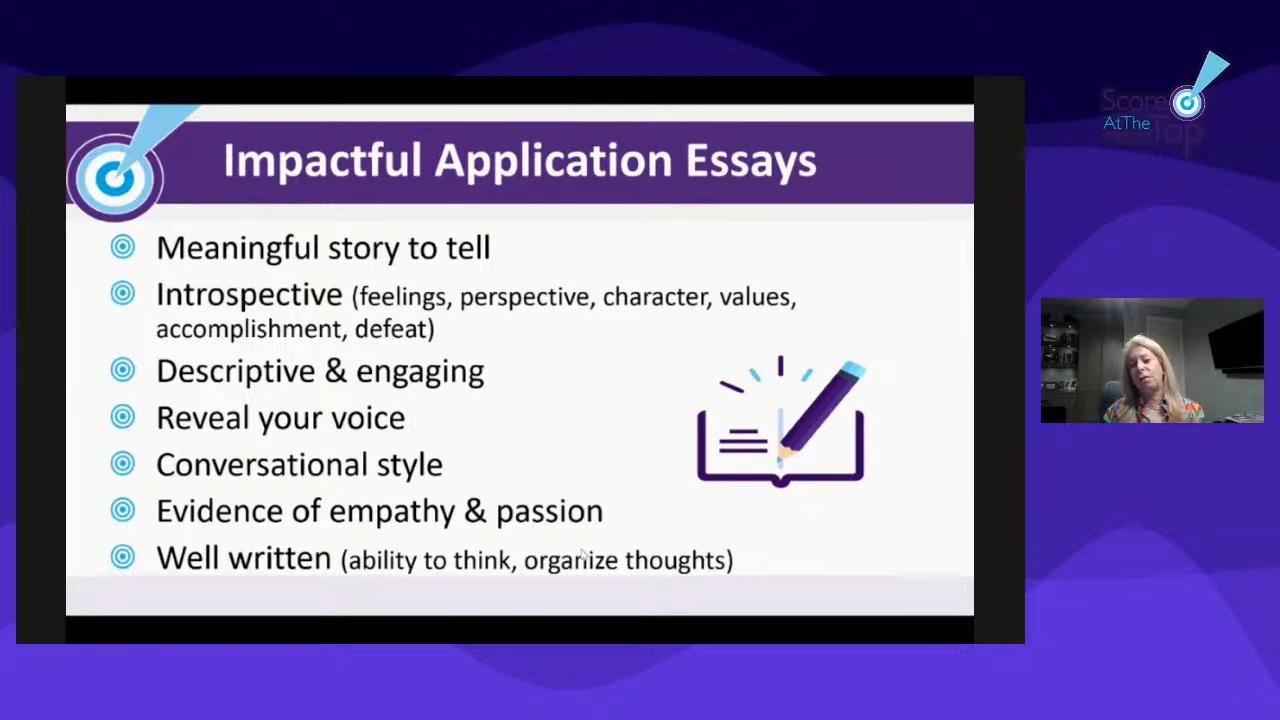 Impactful Application Essays
Meaningful story to tell
Introspective (feelings, perspective, character, values,
accomplishment, defeat)
Descriptive & engaging
Reveal your voice
Conversational style
Evidence of empathy & passion
Well written (ability to think, organize thoughts)
Score
AtThe
Top